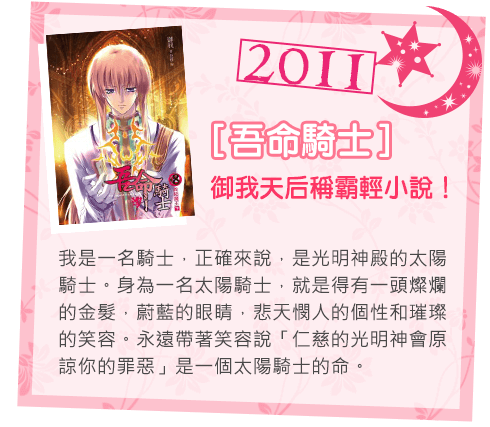 2011
[吾命騎士]
御我天后稱霸輕小說！
吾命騎士
我是一名騎士，正確來說，是光明神殿的太陽
騎士。身為一名太陽騎士，就是得有一頭燦爛
的金髮，蔚藍的眼睛，悲天憫人的個性和璀璨
的笑容。永遠帶著笑容說「仁慈的光明神會原
諒你的罪惡」是一個太陽騎士的命。